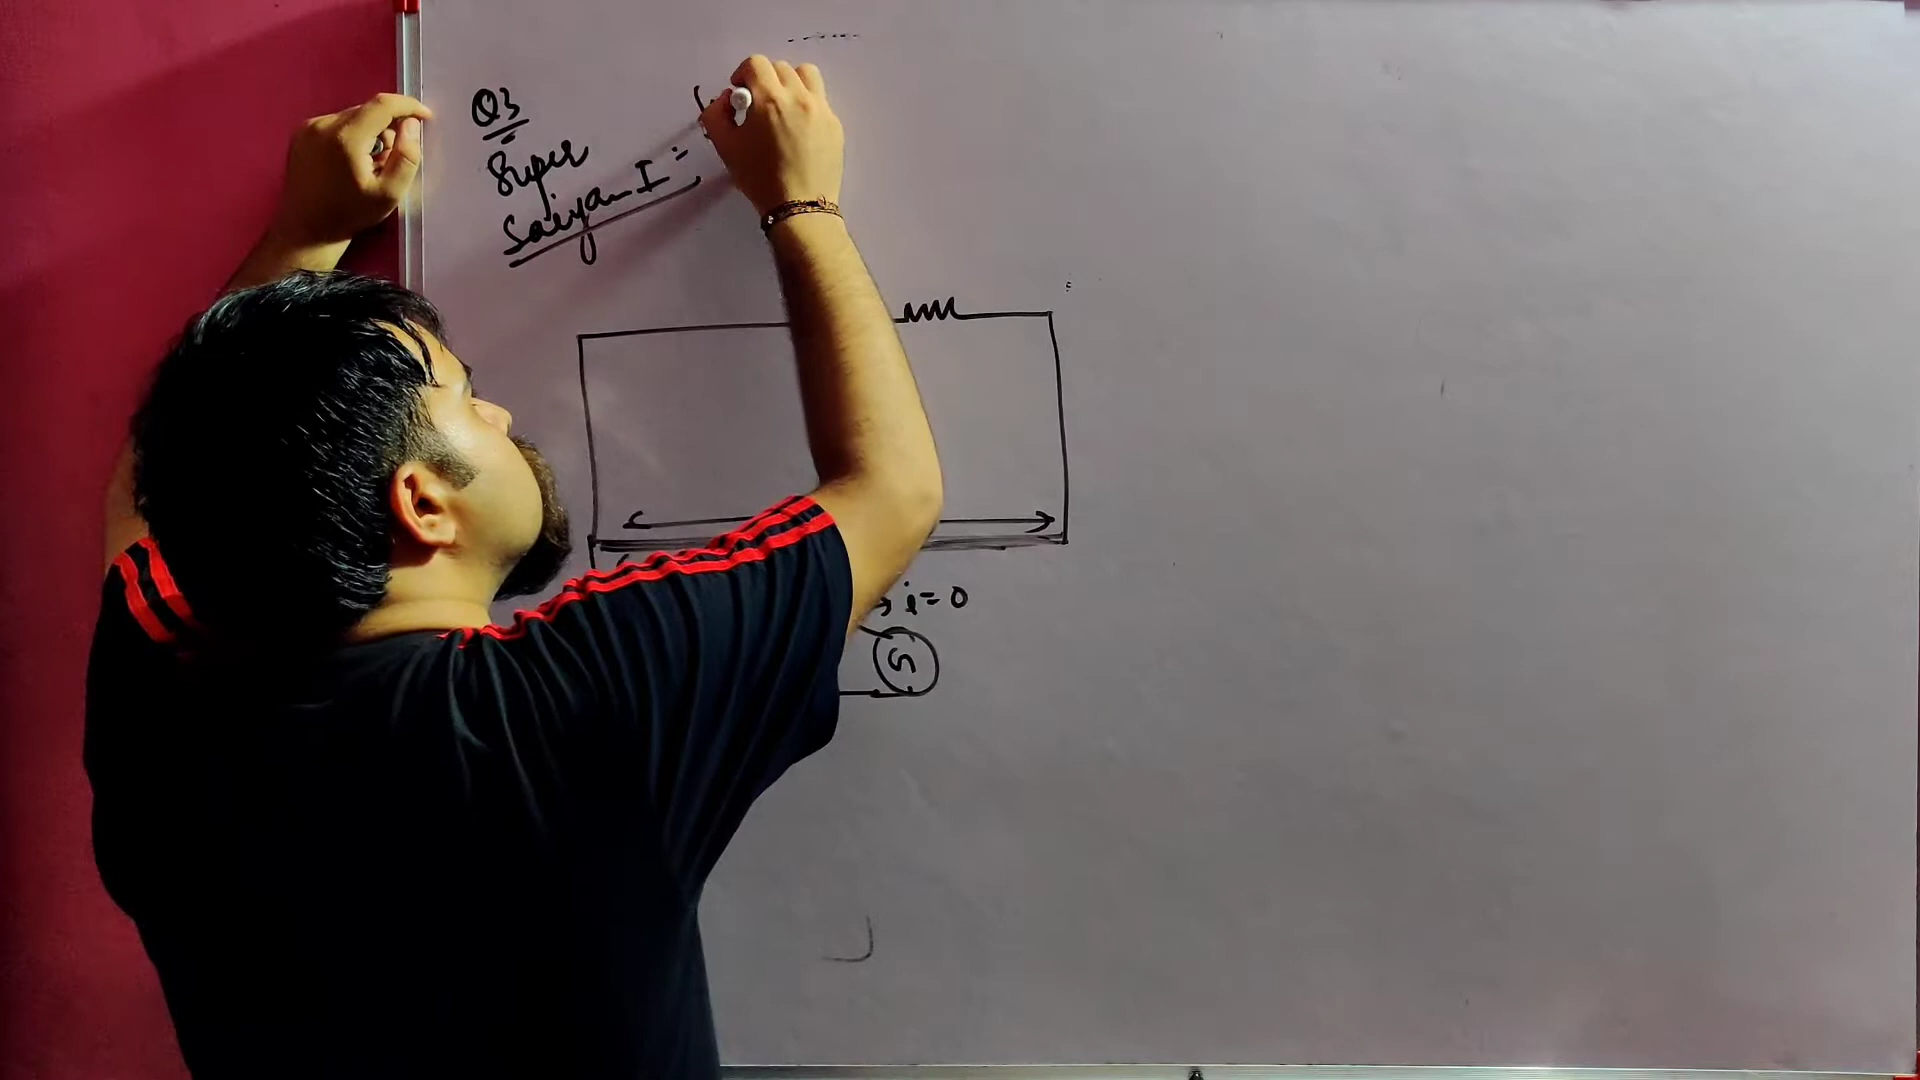 Q3
Super
Saiyan I :
i = 0
G